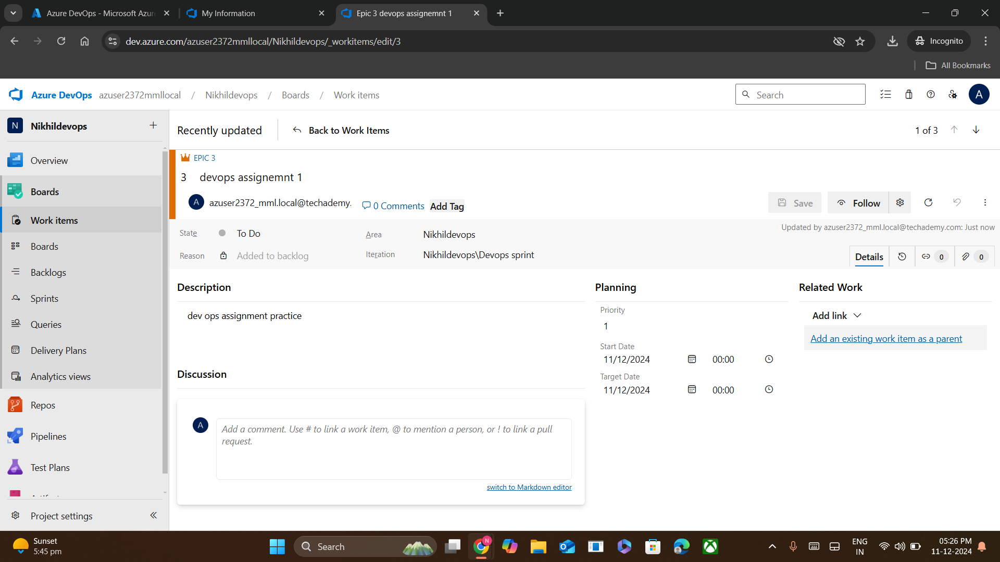 Azure DevOps - Microsoft Azur
My Information
Epic 3 devops assignemnt 1
dev.azure.com/azuser2372mmllocal/Nikhildevops/_workitems/edit/3
Incognito
All Bookmarks
Azure DevOps azuser2372mmllocal / Nikhildevops / Boards / Work items
Search
A
N Nikhildevops
Recently updated
Back to Work Items
1 of 3
Overview
Boards
Work items
Boards
Backlogs
Sprints
Queries
Delivery Plans
Analytics views
Repos
Pipelines
Test Plans
Project settings
EPIC 3
3 devops assignemnt 1
A azuser2372_mml.local@techademy.
0 Comments
Add Tag
Save
Follow
State To Do
Area Nikhildevops
Updated by azuser2372_mml.local@techademy.com: Just now
Reason Added to backlog
Iteration Nikhildevops\Devops sprint
Details
0
0
Description
dev ops assignment practice
Discussion
A
Add a comment. Use # to link a work item, @ to mention a person, or ! to link a pull
request.
switch to Markdown editor
Planning
Priority
1
Start Date
11/12/2024 00:00
Target Date
11/12/2024 00:00
Related Work
Add link
Add an existing work item as a parent
Sunset
5:45 pm
Search
N
ENG
IN
05:26 PM
11-12-2024